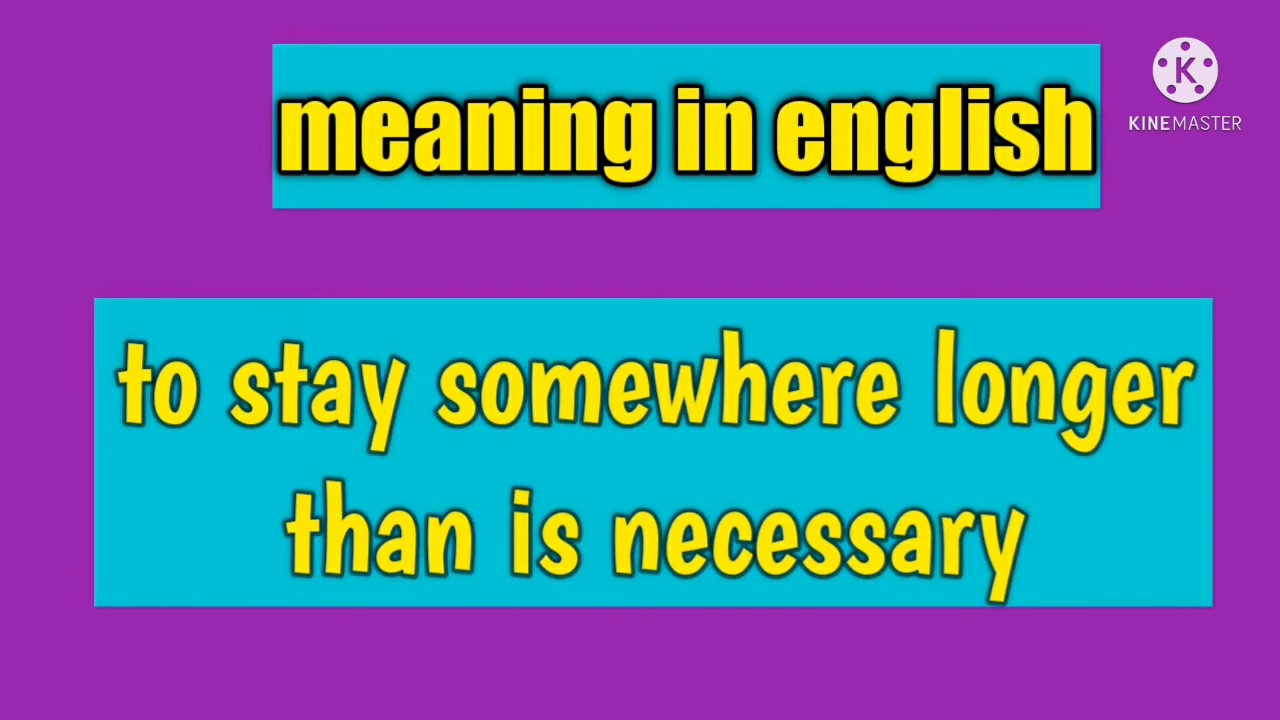 meaning in english
K
KINEMASTER
to stay somewhere longer
than is necessary